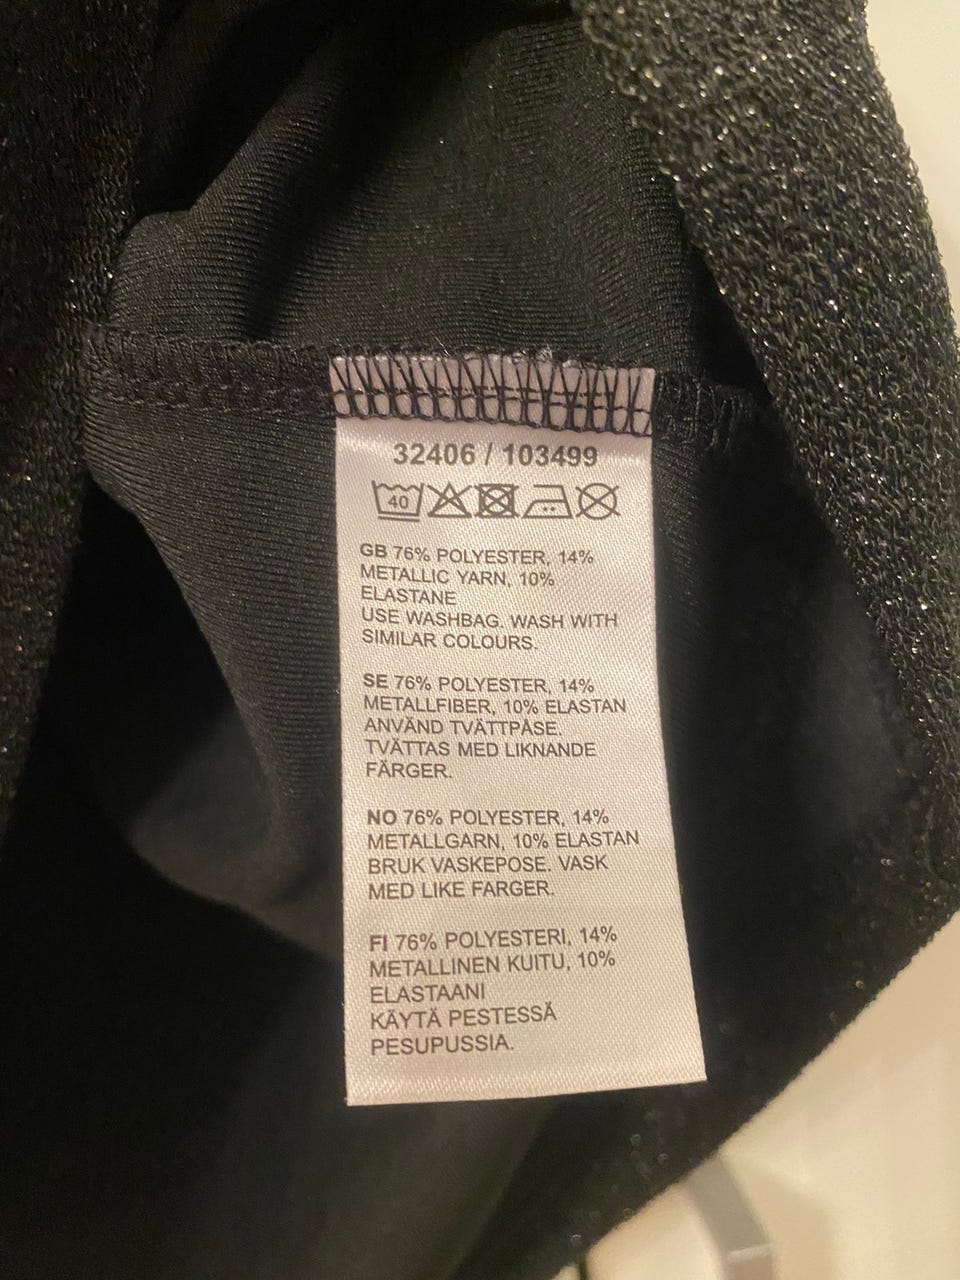 32406 / 103499
40
GB 76% POLYESTER, 14%
METALLIC YARN, 10%
ELASTANE
USE WASHBAG. WASH WITH
SIMILAR COLOURS.
SE 76% POLYESTER, 14%
METALLFIBER, 10% ELASTAN
ANVÄND TVÄTTPÅSE.
TVÄTTAS MED LIKNANDE
FÄRGER.
NO 76% POLYESTER, 14%
METALLGARN, 10% ELASTAN
BRUK VASKEPOSE. VASK
MED LIKE FARGER.
FI 76% POLYESTERI, 14%
METALLINEN KUITU, 10%
ELASTAANI
KÄYTÄ PESTESSÄ
PESUPUSSIA.